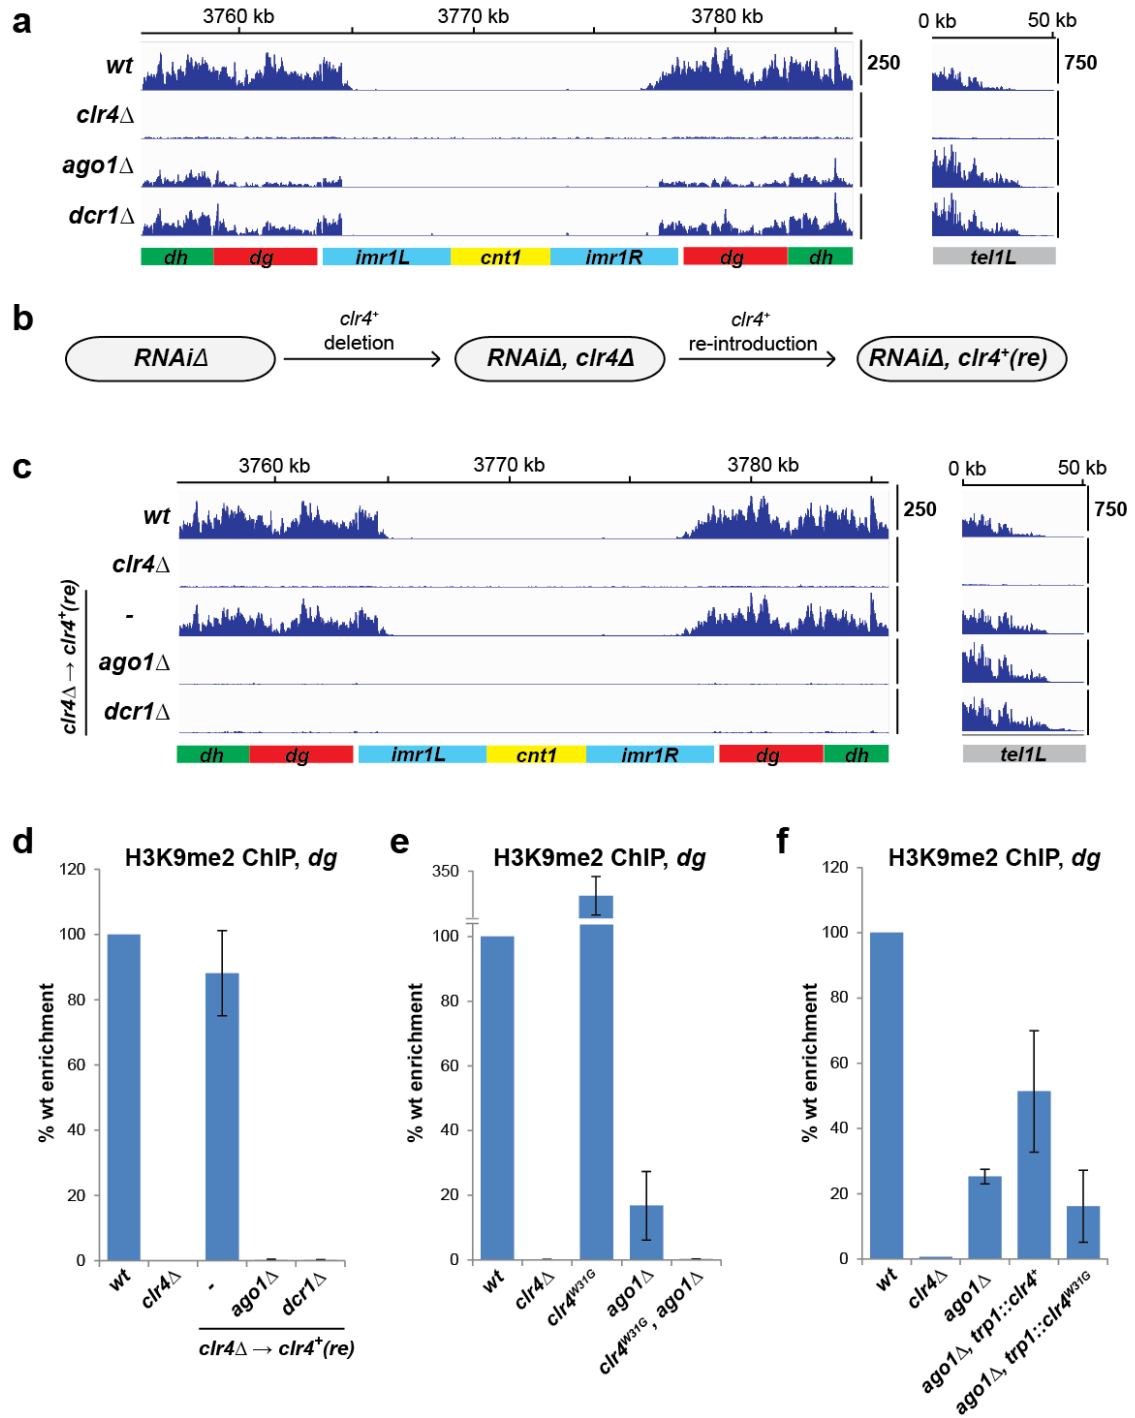 a
3760 kb 3770 kb 3780 kb 0 kb 50 kb
wt 250 750
clr4Δ
ago1Δ
dcr1Δ
dh dg imr1L cnt1 imr1R dg dh tel1L
b
clr4+ deletion
clr4+ re-introduction
RNAiΔ RNAiΔ, clr4Δ RNAiΔ, clr4+(re)
c
3760 kb 3770 kb 3780 kb 0 kb 50 kb
wt 250 750
clr4Δ
clr4Δ → clr4+(re)
-
ago1Δ
dcr1Δ
dh dg imr1L cnt1 imr1R dg dh tel1L
d
H3K9me2 ChIP, dg
% wt enrichment
120
100
80
60
40
20
0
wt clr4Δ - ago1Δ dcr1Δ
clr4Δ → clr4+(re)
e
H3K9me2 ChIP, dg
% wt enrichment
350
100
80
60
40
20
0
wt clr4Δ clr4W31G ago1Δ clr4W31G, ago1Δ
f
H3K9me2 ChIP, dg
% wt enrichment
120
100
80
60
40
20
0
wt clr4Δ ago1Δ ago1Δ, trp1::clr4+ ago1Δ, trp1::clr4W31G